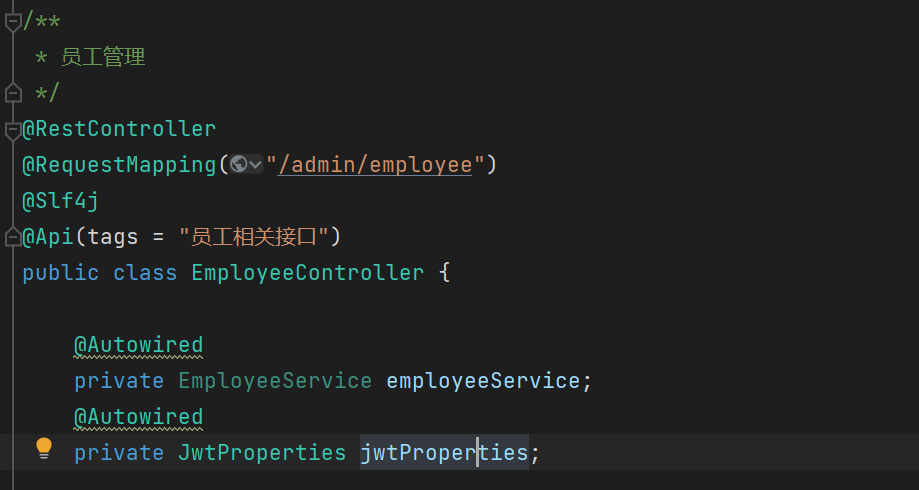 /**
 * 员工管理
 */
@RestController
@RequestMapping("/admin/employee")
@Slf4j
@Api(tags = "员工相关接口")
public class EmployeeController {
@Autowired
private EmployeeService employeeService;
@Autowired
private JwtProperties jwtProperties;